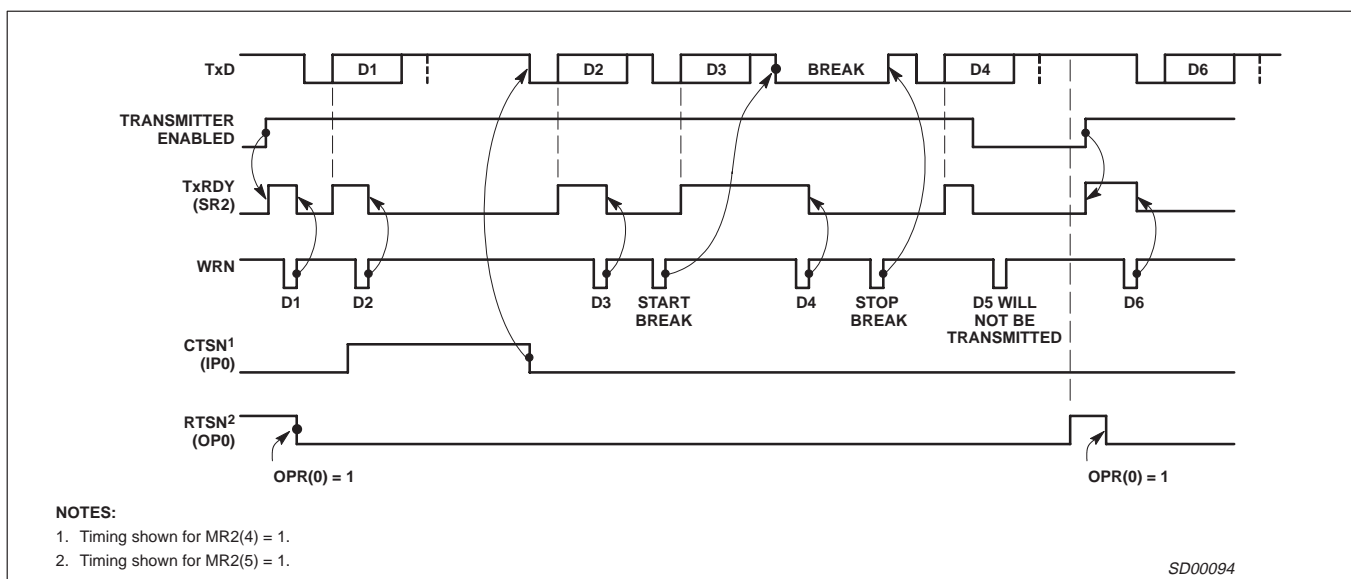 TxD
D1
D2
D3
BREAK
D4
D6
TRANSMITTER
ENABLED
TxRDY
(SR2)
WRN
D1
D2
D3
START
BREAK
D4
STOP
BREAK
D5 WILL
NOT BE
TRANSMITTED
D6
CTSN1
(IP0)
RTSN2
(OP0)
OPR(0) = 1
OPR(0) = 1
NOTES:
1. Timing shown for MR2(4) = 1.
2. Timing shown for MR2(5) = 1.
SD00094